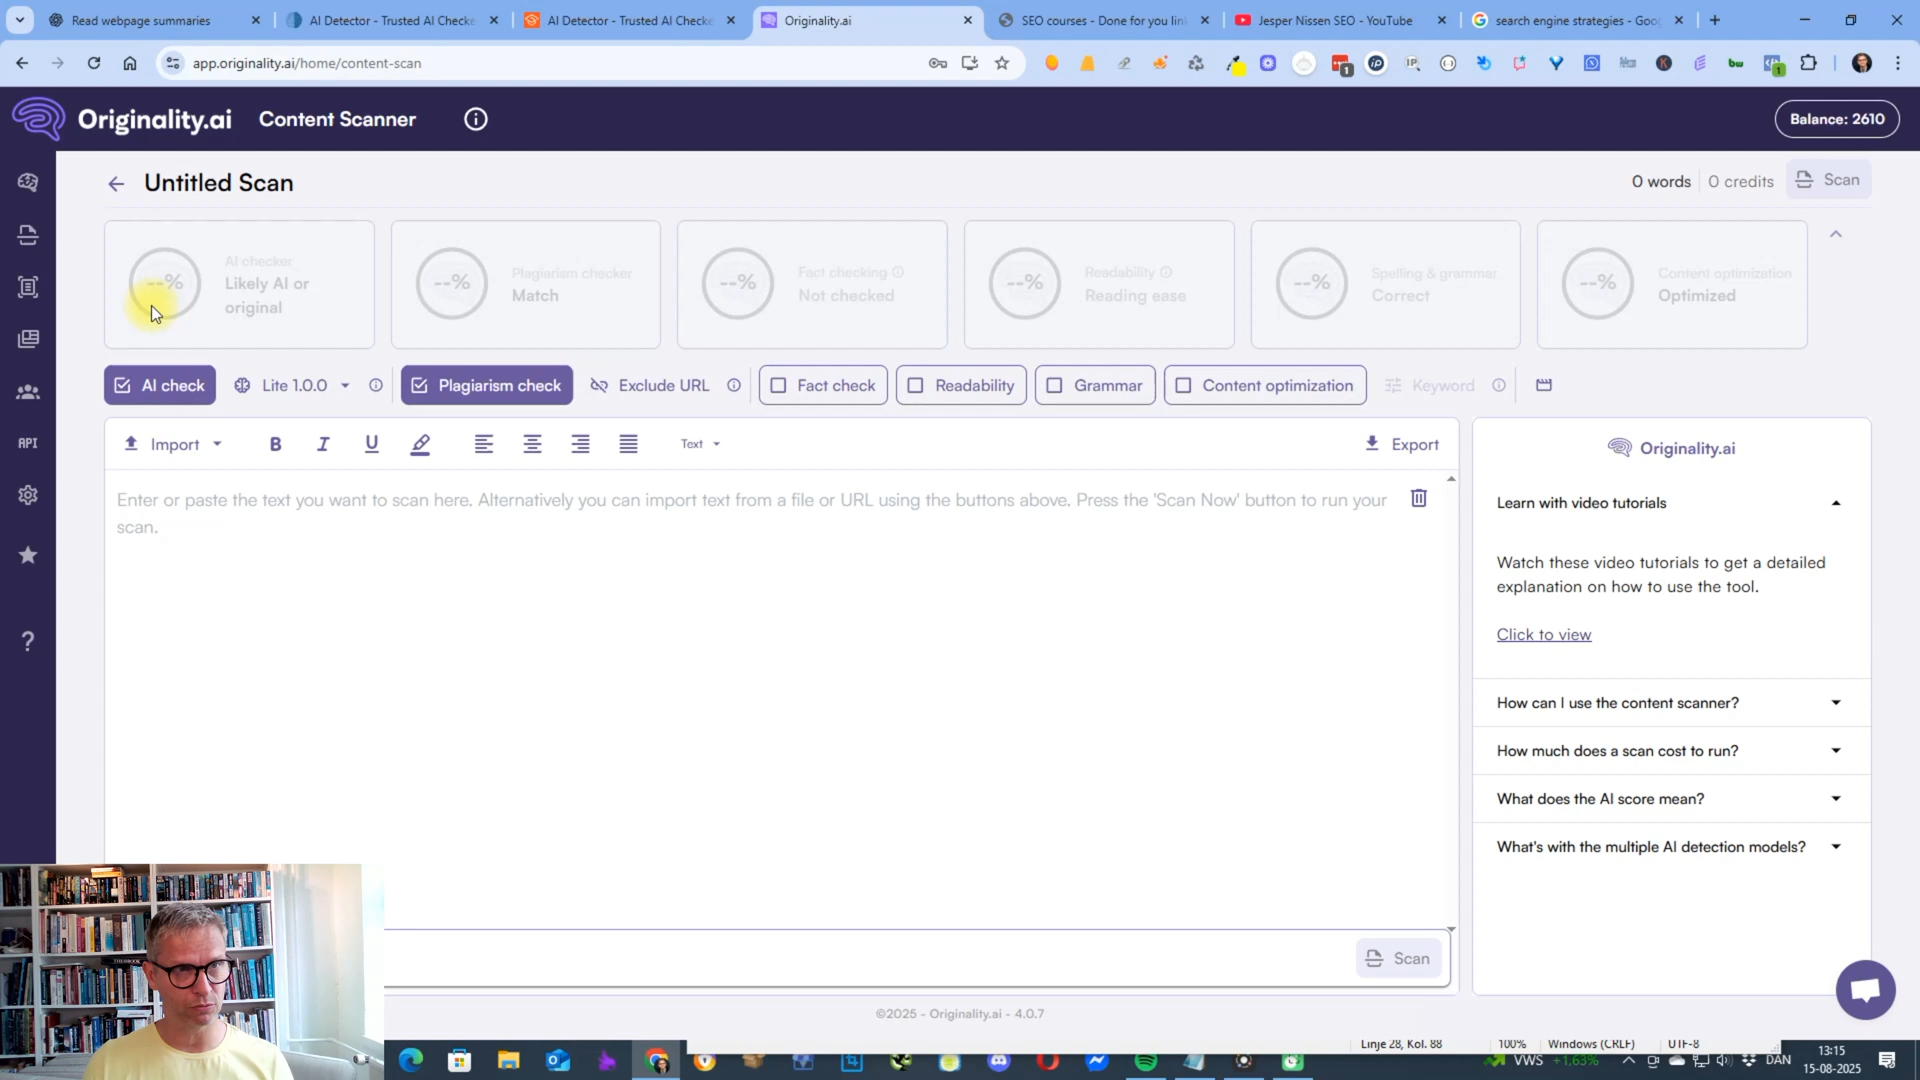 Read webpage summaries
AI Detector - Trusted AI Checke
AI Detector - Trusted AI Checke
Originality.ai
SEO courses - Done for you lin
Jesper Nissen SEO - YouTube
search engine strategies - Goo
app.originality.ai/home/content-scan
Originality.ai
Content Scanner
Balance: 2610
Untitled Scan
0 words
0 credits
Scan
--%
AI checker
Likely AI or
original
--%
Plagiarism checker
Match
--%
Fact checking
Not checked
--%
Readability
Reading ease
--%
Spelling & grammar
Correct
--%
Content optimization
Optimized
AI check
Lite 1.0.0
Plagiarism check
Exclude URL
Fact check
Readability
Grammar
Content optimization
Keyword
API
Import
B
I
U
Text
Export
Enter or paste the text you want to scan here. Alternatively you can import text from a file or URL using the buttons above. Press the 'Scan Now' button to run your
scan.
Originality.ai
Learn with video tutorials
Watch these video tutorials to get a detailed
explanation on how to use the tool.
Click to view
How can I use the content scanner?
How much does a scan cost to run?
What does the AI score mean?
What's with the multiple AI detection models?
Scan
©2025 - Originality.ai - 4.0.7
Linje 28, Kol. 88
100%
Windows (CRLF)
UTF-8
VWS
+1,63%
DAN
13:15
15-08-2025